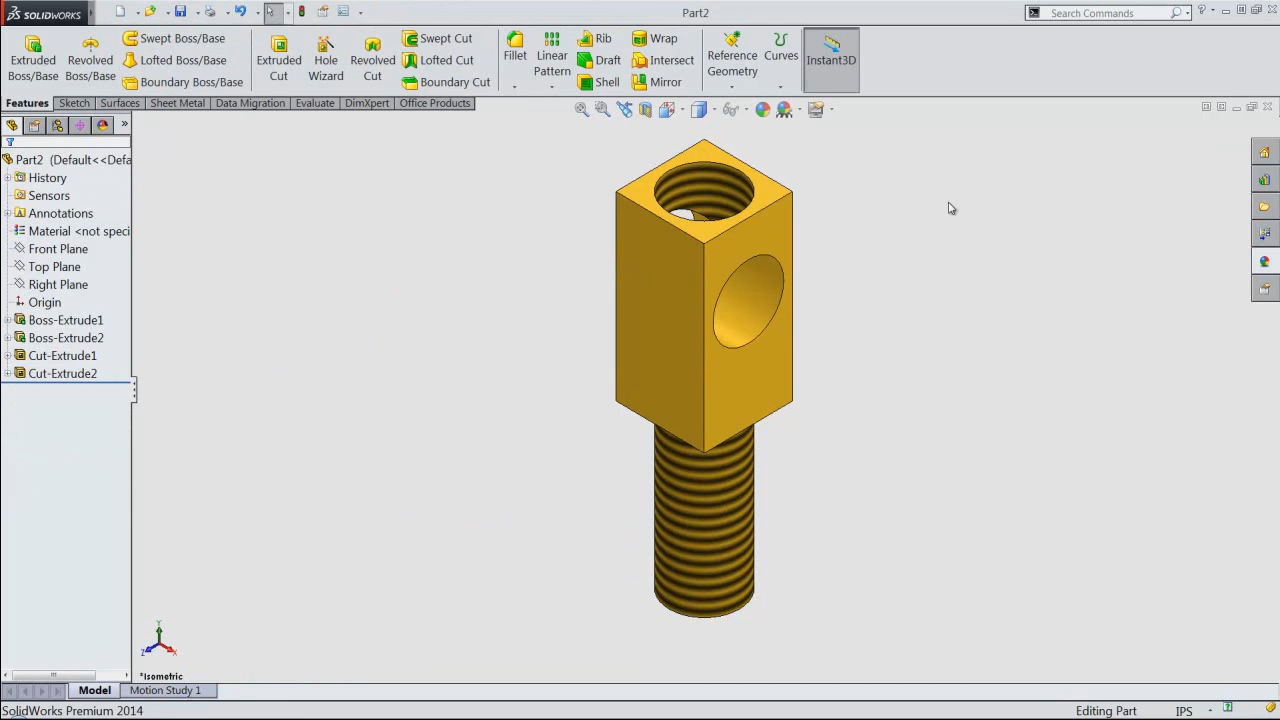 SOLIDWORKS
Part2
Search Commands
Extruded Boss/Base
Revolved Boss/Base
Swept Boss/Base
Lofted Boss/Base
Boundary Boss/Base
Extruded Cut
Hole Wizard
Revolved Cut
Swept Cut
Lofted Cut
Boundary Cut
Fillet
Linear Pattern
Rib
Draft
Shell
Wrap
Intersect
Mirror
Reference Geometry
Curves
Instant3D
Features
Sketch
Surfaces
Sheet Metal
Data Migration
Evaluate
DimXpert
Office Products
Part2 (Default<<Defa
History
Sensors
Annotations
Material <not speci
Front Plane
Top Plane
Right Plane
Origin
Boss-Extrude1
Boss-Extrude2
Cut-Extrude1
Cut-Extrude2
Y
Z
X
*Isometric
Model
Motion Study 1
SolidWorks Premium 2014
Editing Part
IPS